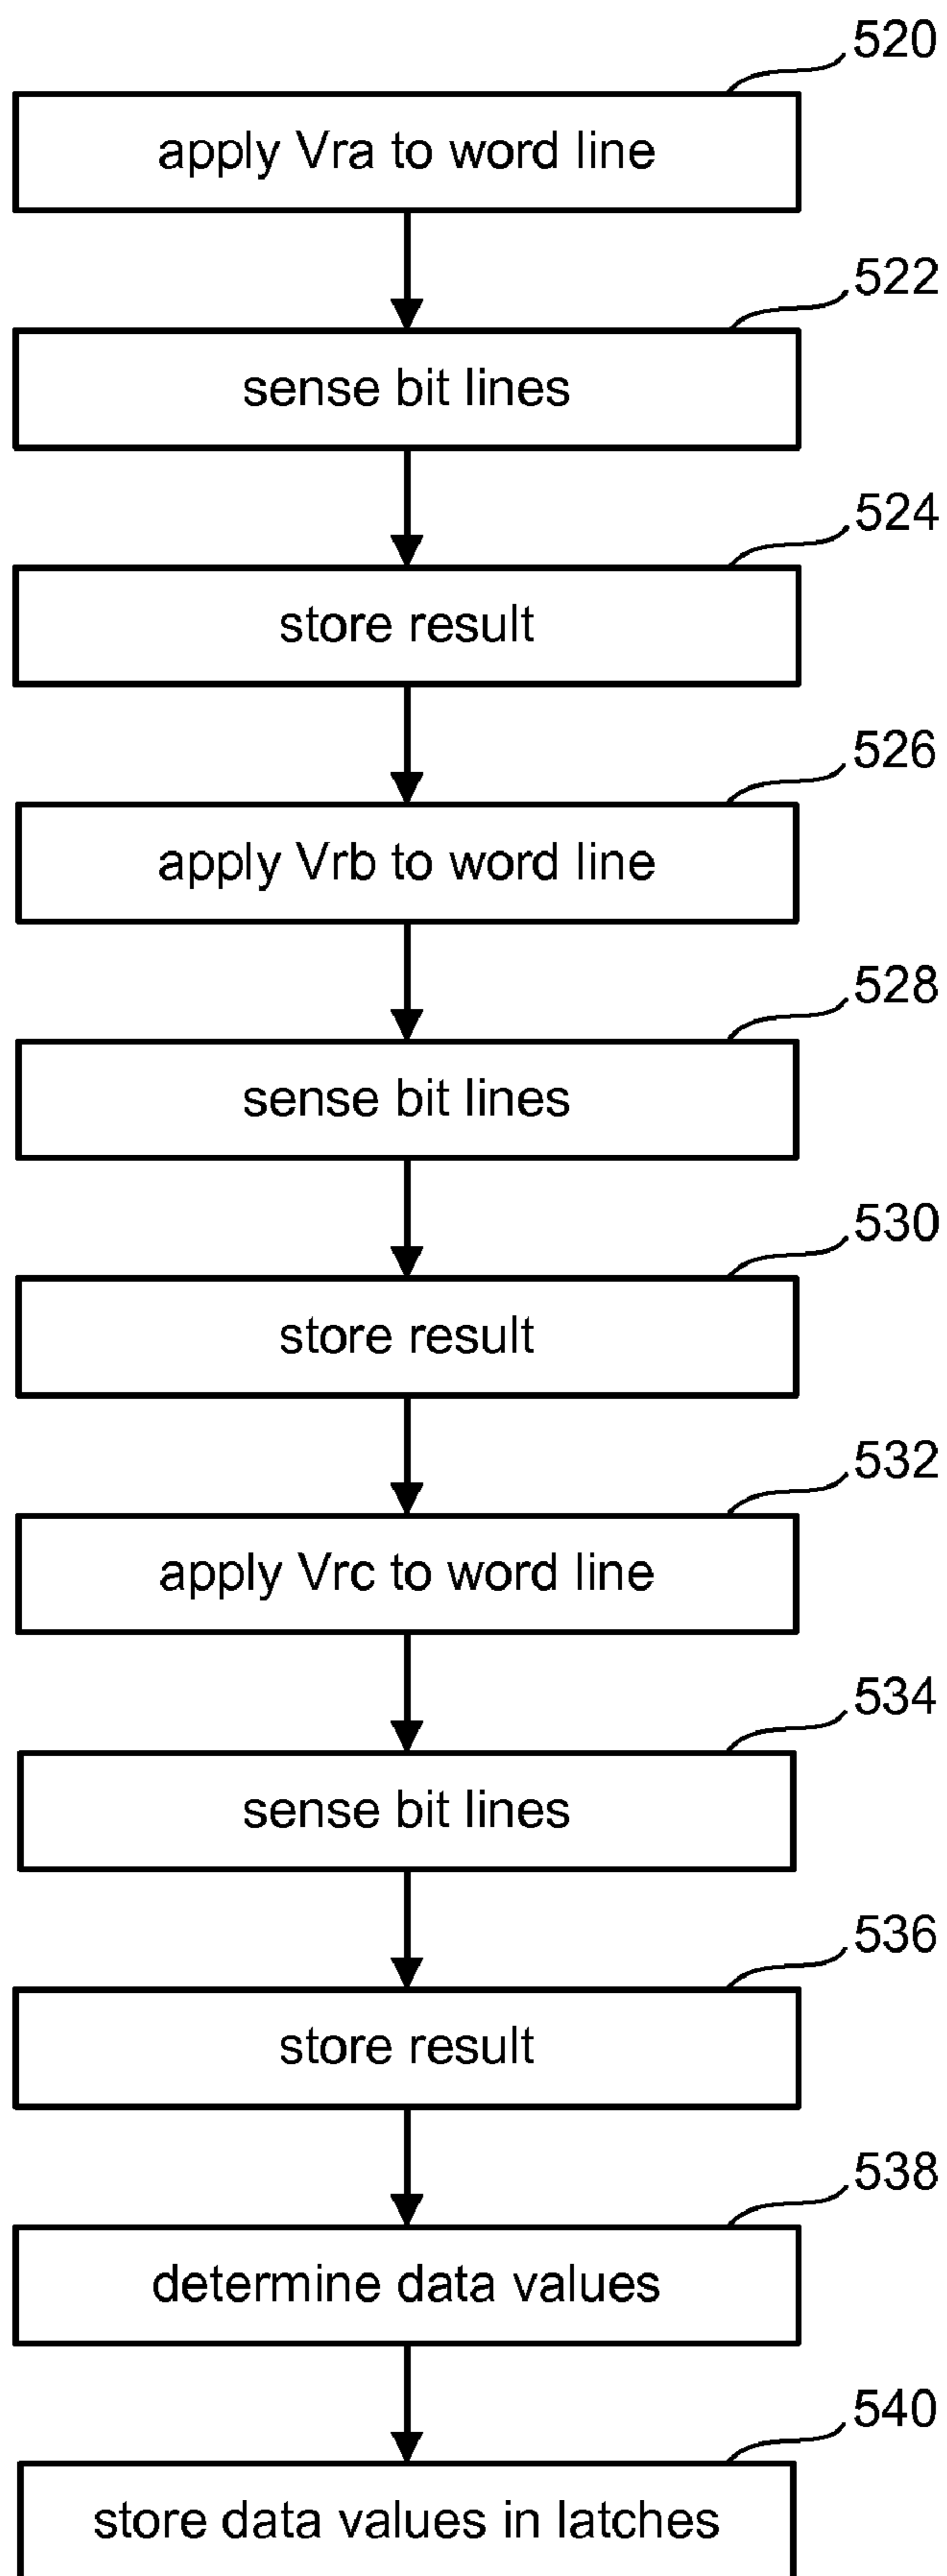 520
apply Vra to word line
522
sense bit lines
524
store result
526
apply Vrb to word line
528
sense bit lines
530
store result
532
apply Vrc to word line
534
sense bit lines
536
store result
538
determine data values
540
store data values in latches